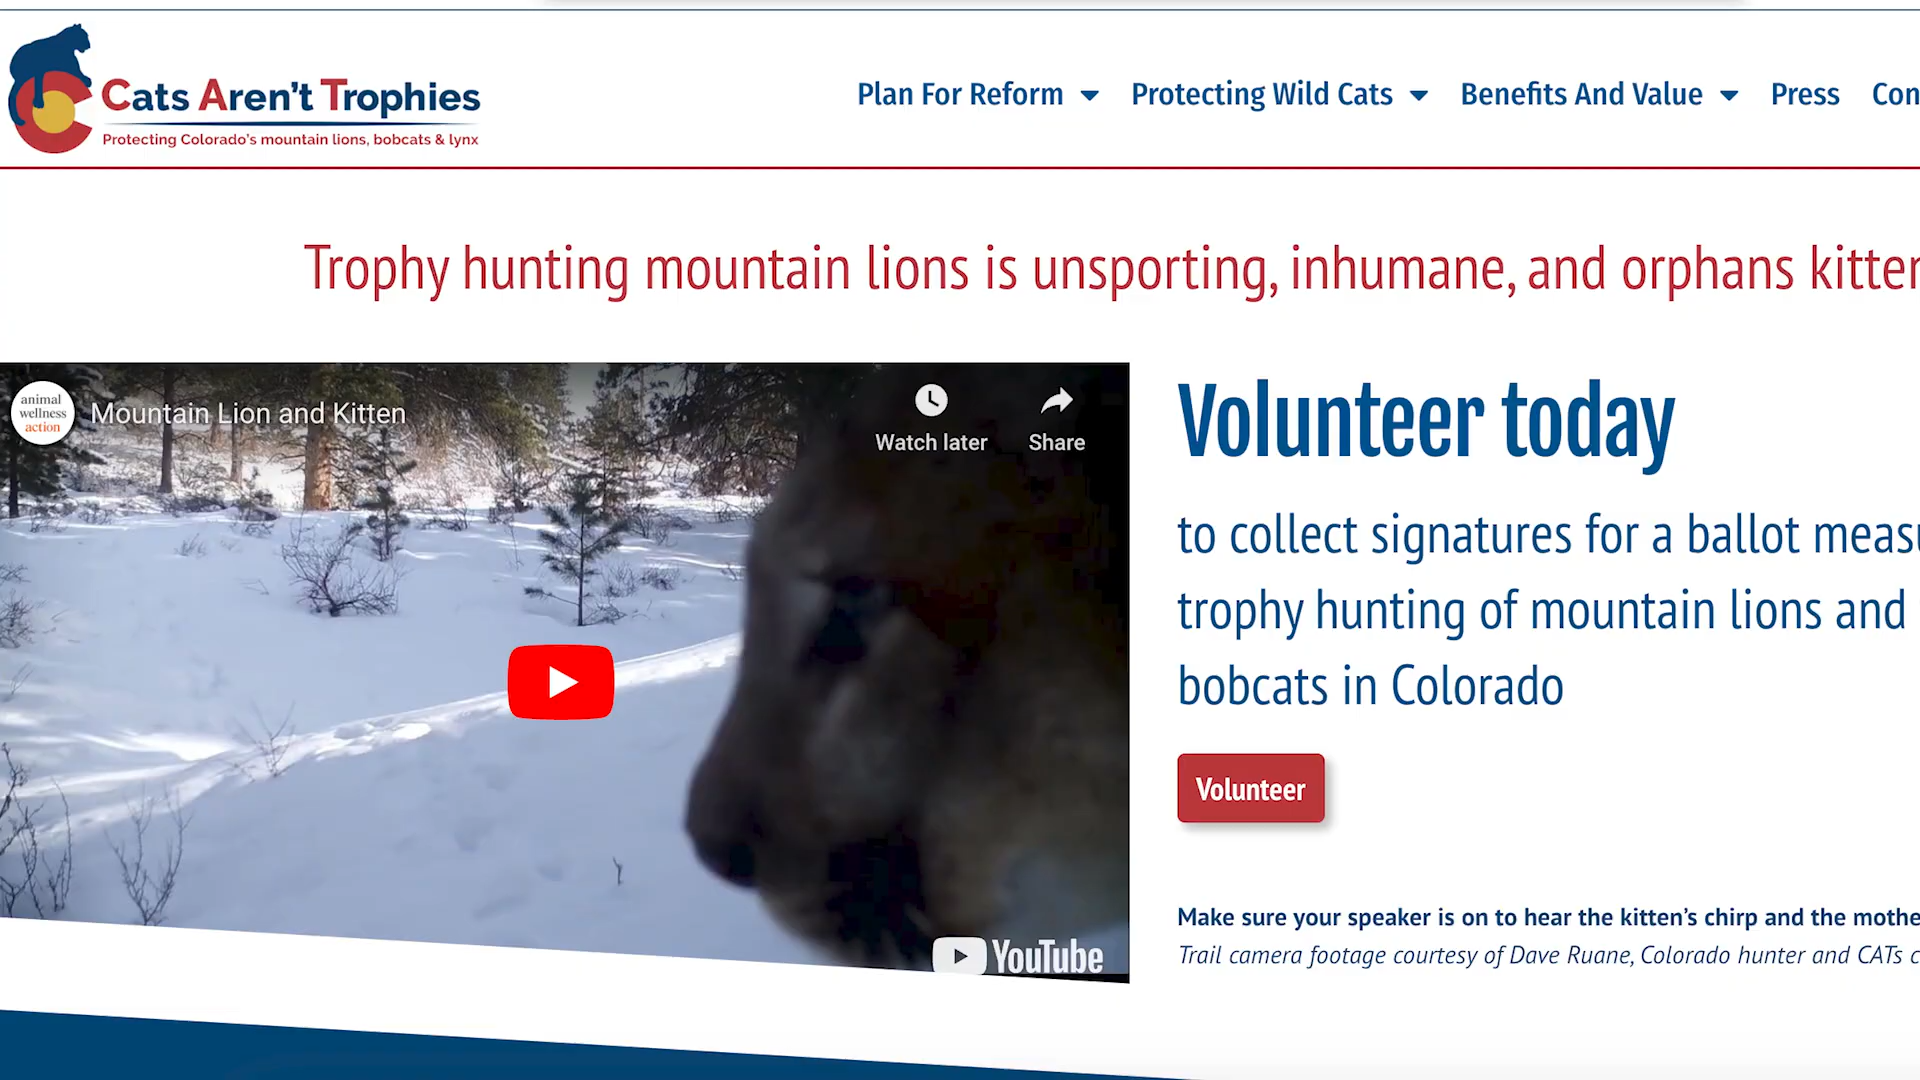 Cats Aren't Trophies
Protecting Colorado's mountain lions, bobcats & lynx
Plan For Reform
Protecting Wild Cats
Benefits And Value
Press
Con
Trophy hunting mountain lions is unsporting, inhumane, and orphans kitten
animal
wellness
action
Mountain Lion and Kitten
Watch later
Share
YouTube
Volunteer today
to collect signatures for a ballot meas
trophy hunting of mountain lions and
bobcats in Colorado
Volunteer
Make sure your speaker is on to hear the kitten’s chirp and the mothe
Trail camera footage courtesy of Dave Ruane, Colorado hunter and CATs c